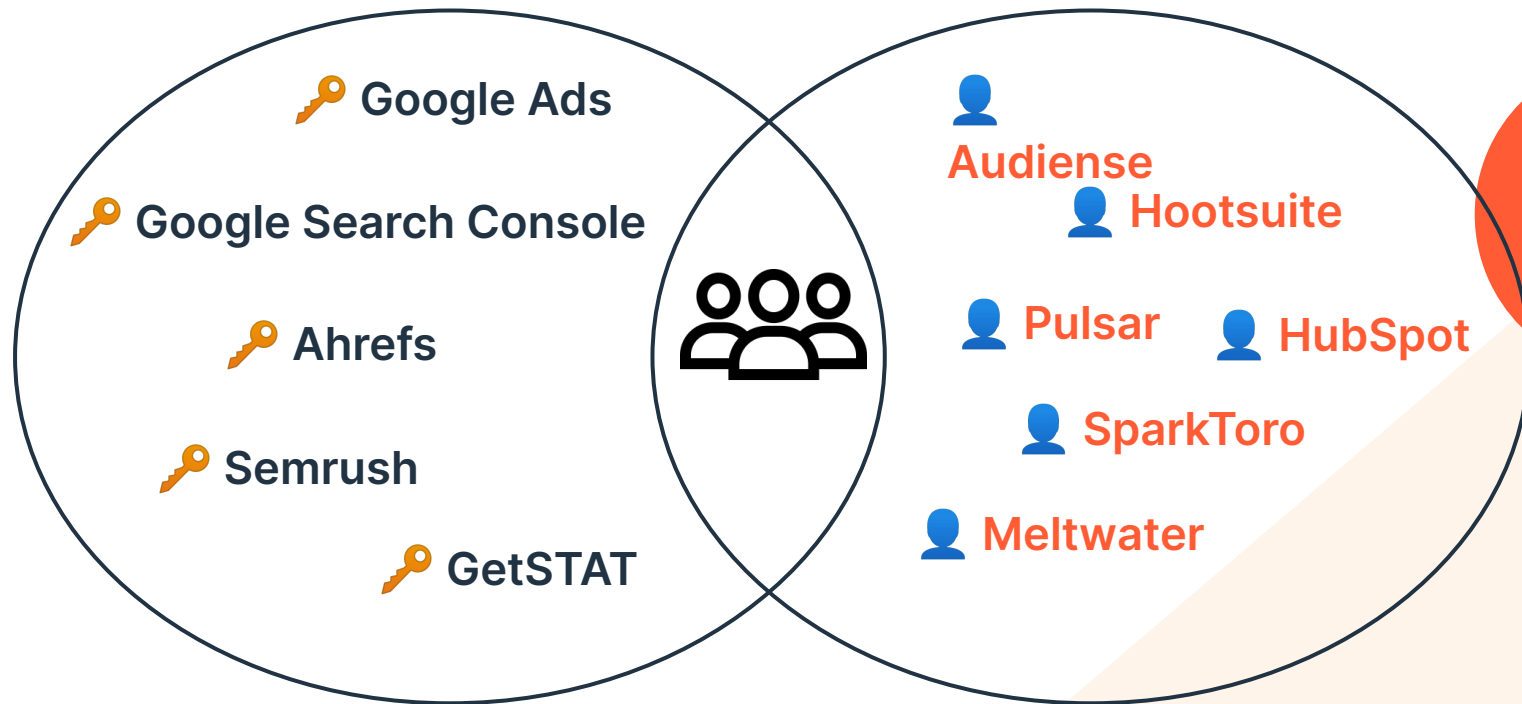 🔑 Google Ads
🔑 Google Search Console
🔑 Ahrefs
🔑 Semrush
🔑 GetSTAT
👤
Audiense
👤 Hootsuite
👤 Pulsar
👤 HubSpot
👤 SparkToro
👤 Meltwater